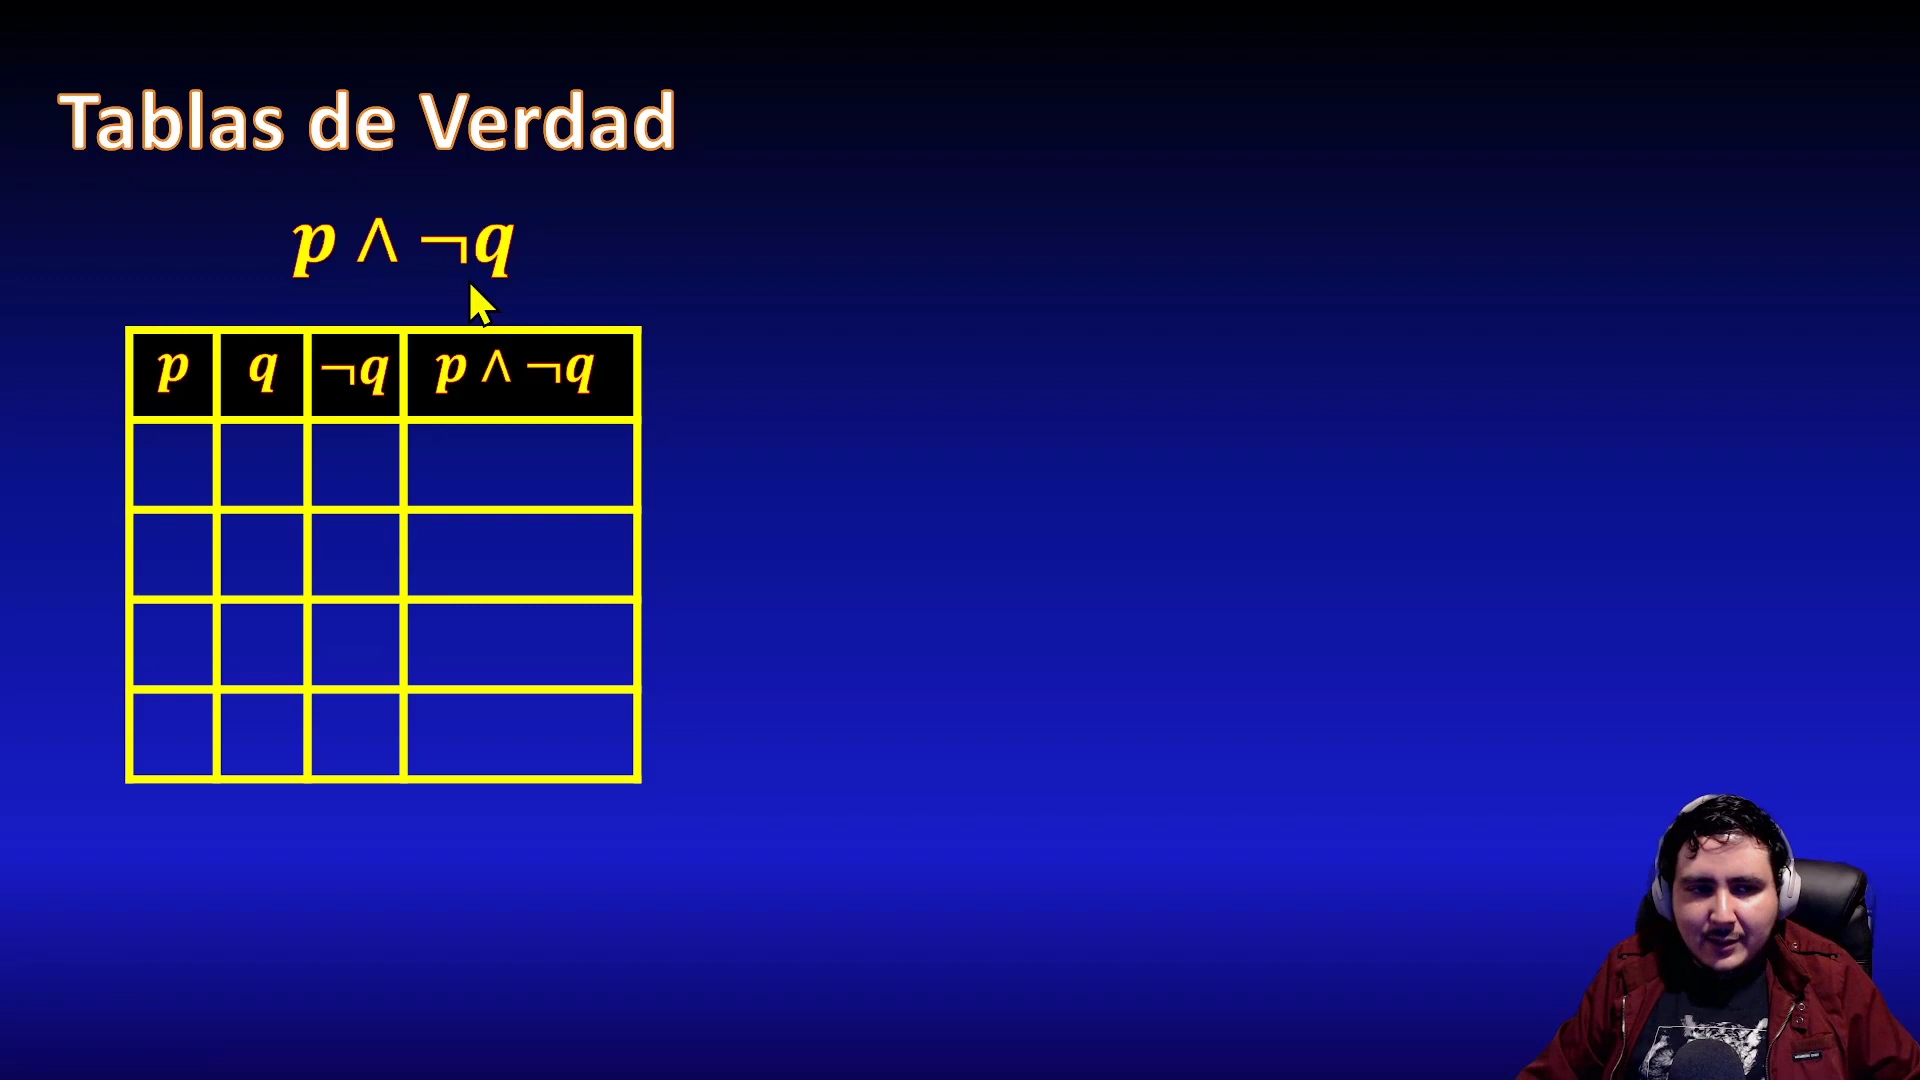 Tablas de Verdad
p ∧ ¬q
p q ¬q p ∧ ¬q